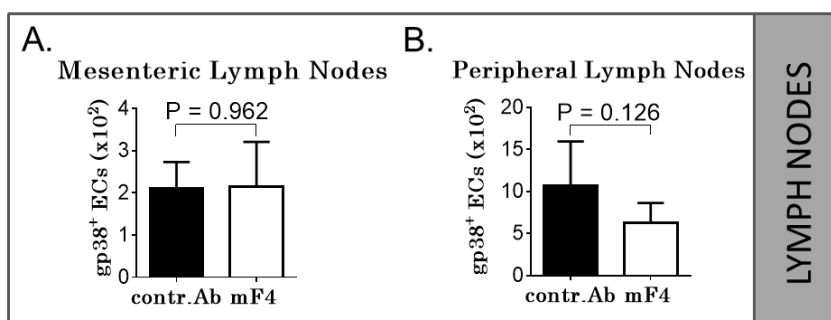 A.
Mesenteric Lymph Nodes
gp38⁺ ECs (x10²)
4
3
2
1
0
P = 0.962
contr.Ab mF4
B.
Peripheral Lymph Nodes
gp38⁺ ECs (x10²)
20
15
10
5
0
P = 0.126
contr.Ab mF4
LYMPH NODES